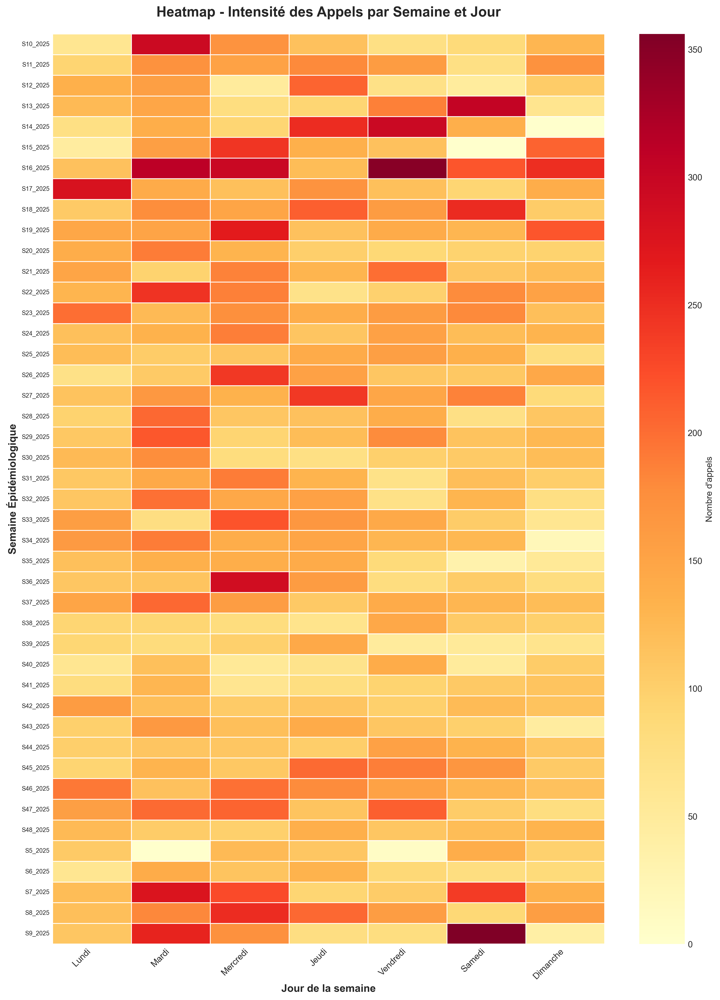 Heatmap - Intensité des Appels par Semaine et Jour
S10_2025
S11_2025
S12_2025
S13_2025
S14_2025
S15_2025
S16_2025
S17_2025
S18_2025
S19_2025
S20_2025
S21_2025
S22_2025
S23_2025
S24_2025
S25_2025
S26_2025
S27_2025
S28_2025
S29_2025
S30_2025
S31_2025
S32_2025
S33_2025
S34_2025
S35_2025
S36_2025
S37_2025
S38_2025
S39_2025
S40_2025
S41_2025
S42_2025
S43_2025
S44_2025
S45_2025
S46_2025
S47_2025
S48_2025
S5_2025
S6_2025
S7_2025
S8_2025
S9_2025
Semaine Épidémiologique
Lundi
Mardi
Mercredi
Jeudi
Vendredi
Samedi
Dimanche
Jour de la semaine
350
300
250
200
150
100
50
0
Nombre d'appels